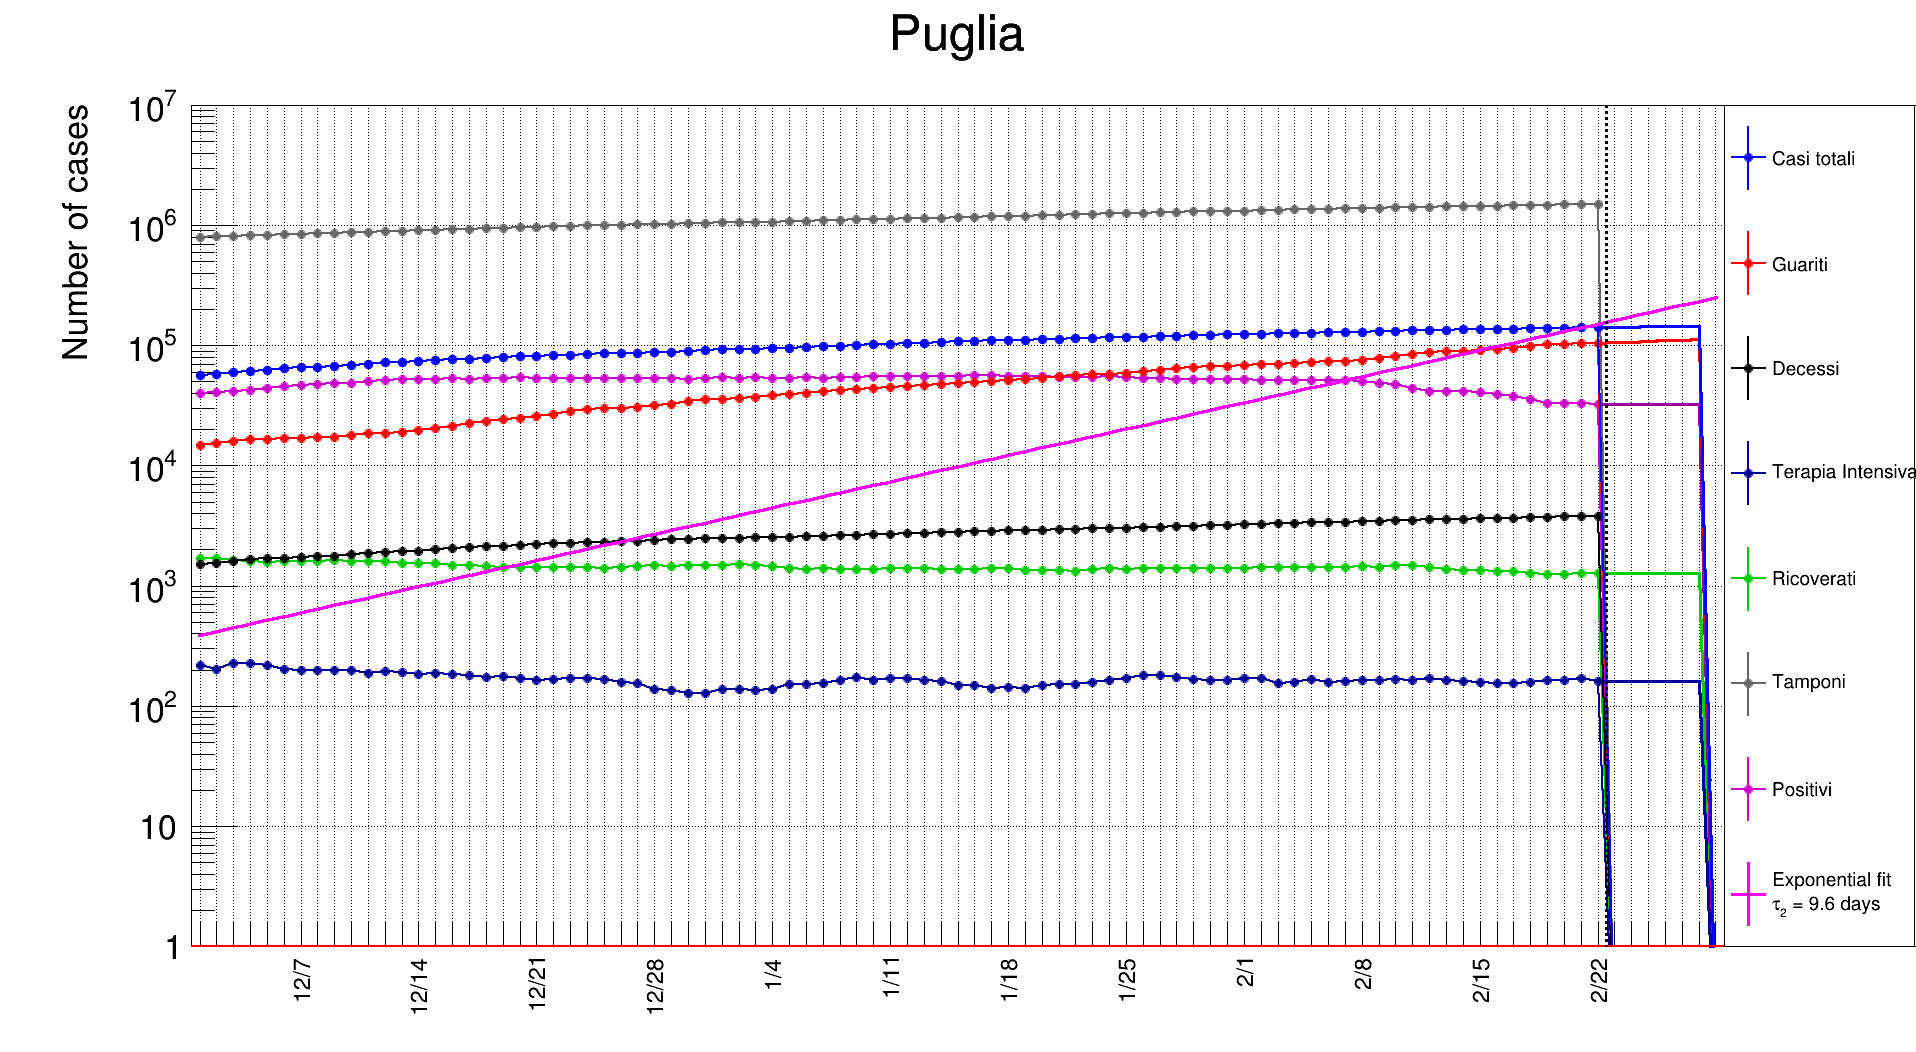 Puglia
Number of cases
10^7
10^6
10^5
10^4
10^3
10^2
10
1
12/7
12/14
12/21
12/28
1/4
1/11
1/18
1/25
2/1
2/8
2/15
2/22
Casi totali
Guariti
Decessi
Terapia Intensiva
Ricoverati
Tamponi
Positivi
Exponential fit
τ₂ = 9.6 days